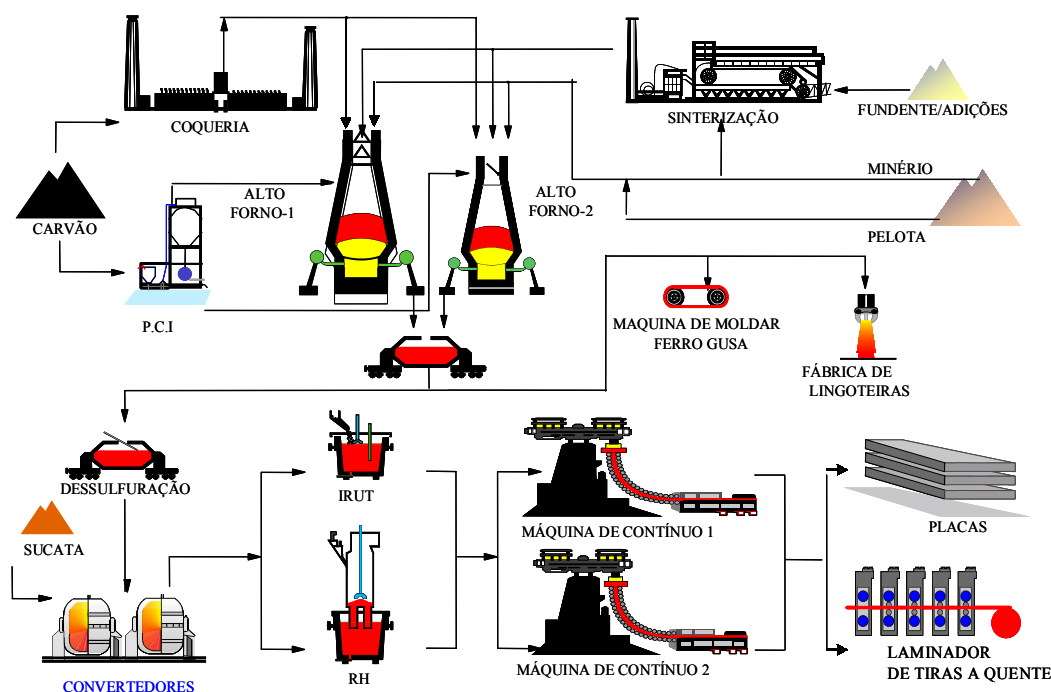 COQUERIA
SINTERIZAÇÃO
FUNDENTE/ADIÇÕES
MINÉRIO
CARVÃO
ALTO
FORNO-1
ALTO
FORNO-2
PELOTA
P.C.I
MAQUINA DE MOLDAR
FERRO GUSA
FÁBRICA DE
LINGOTEIRAS
DESSULFURAÇÃO
IRUT
MÁQUINA DE CONTÍNUO 1
PLACAS
SUCATA
CONVERTEDORES
RH
MÁQUINA DE CONTÍNUO 2
LAMINADOR
DE TIRAS A QUENTE